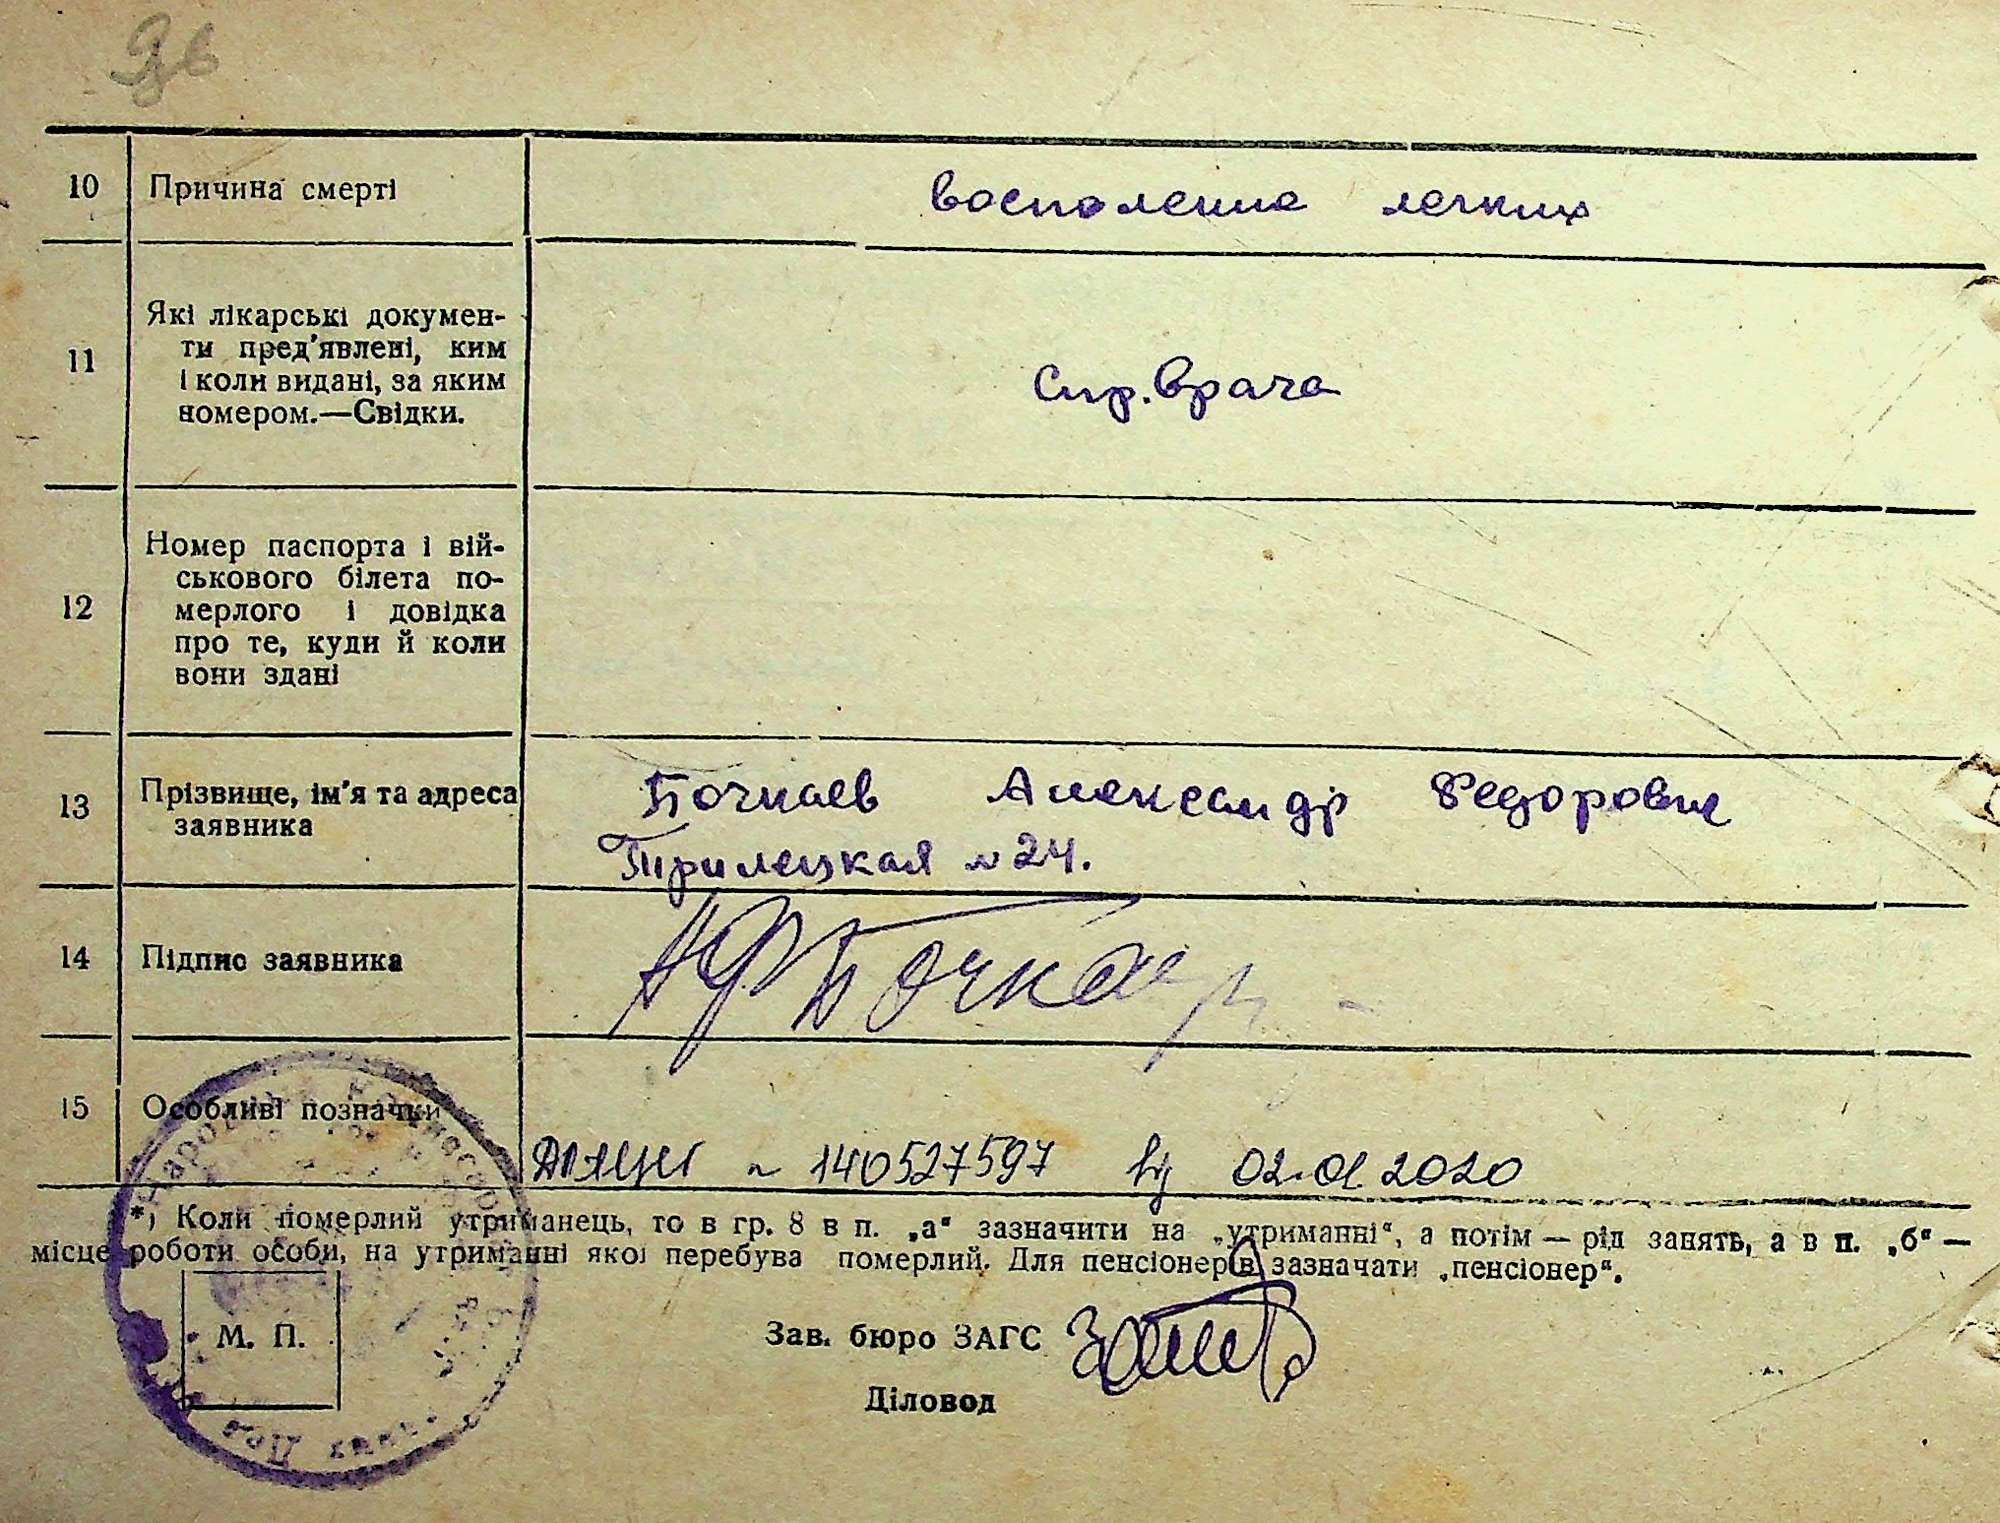 10 Причина смерті восполение легких
11 Які лікарські докумен-
ти пред'явлені, ким
і коли видані, за яким
номером.—Свідки.
Спр. врача
12 Номер паспорта і вій-
ськового білета по-
мерлого і довідка
про те, куди й коли
вони здані
13 Прізвище, ім'я та адреса
заявника
Бочкаев Александр Федорович
Трилецкая № 24.
14 Підпис заявника
15 Особливі позначки
№ 140527597 від 02.01.2020
*) Коли померлий утриманець, то в гр. 8 в п. „а“ зазначити на „утриманні“, а потім — рід занять, а в п. „б“ —
місце роботи особи, на утриманні якої перебува померлий. Для пенсіонерів зазначати „пенсіонер“.
М. П.
Зав. бюро ЗАГС
Діловод